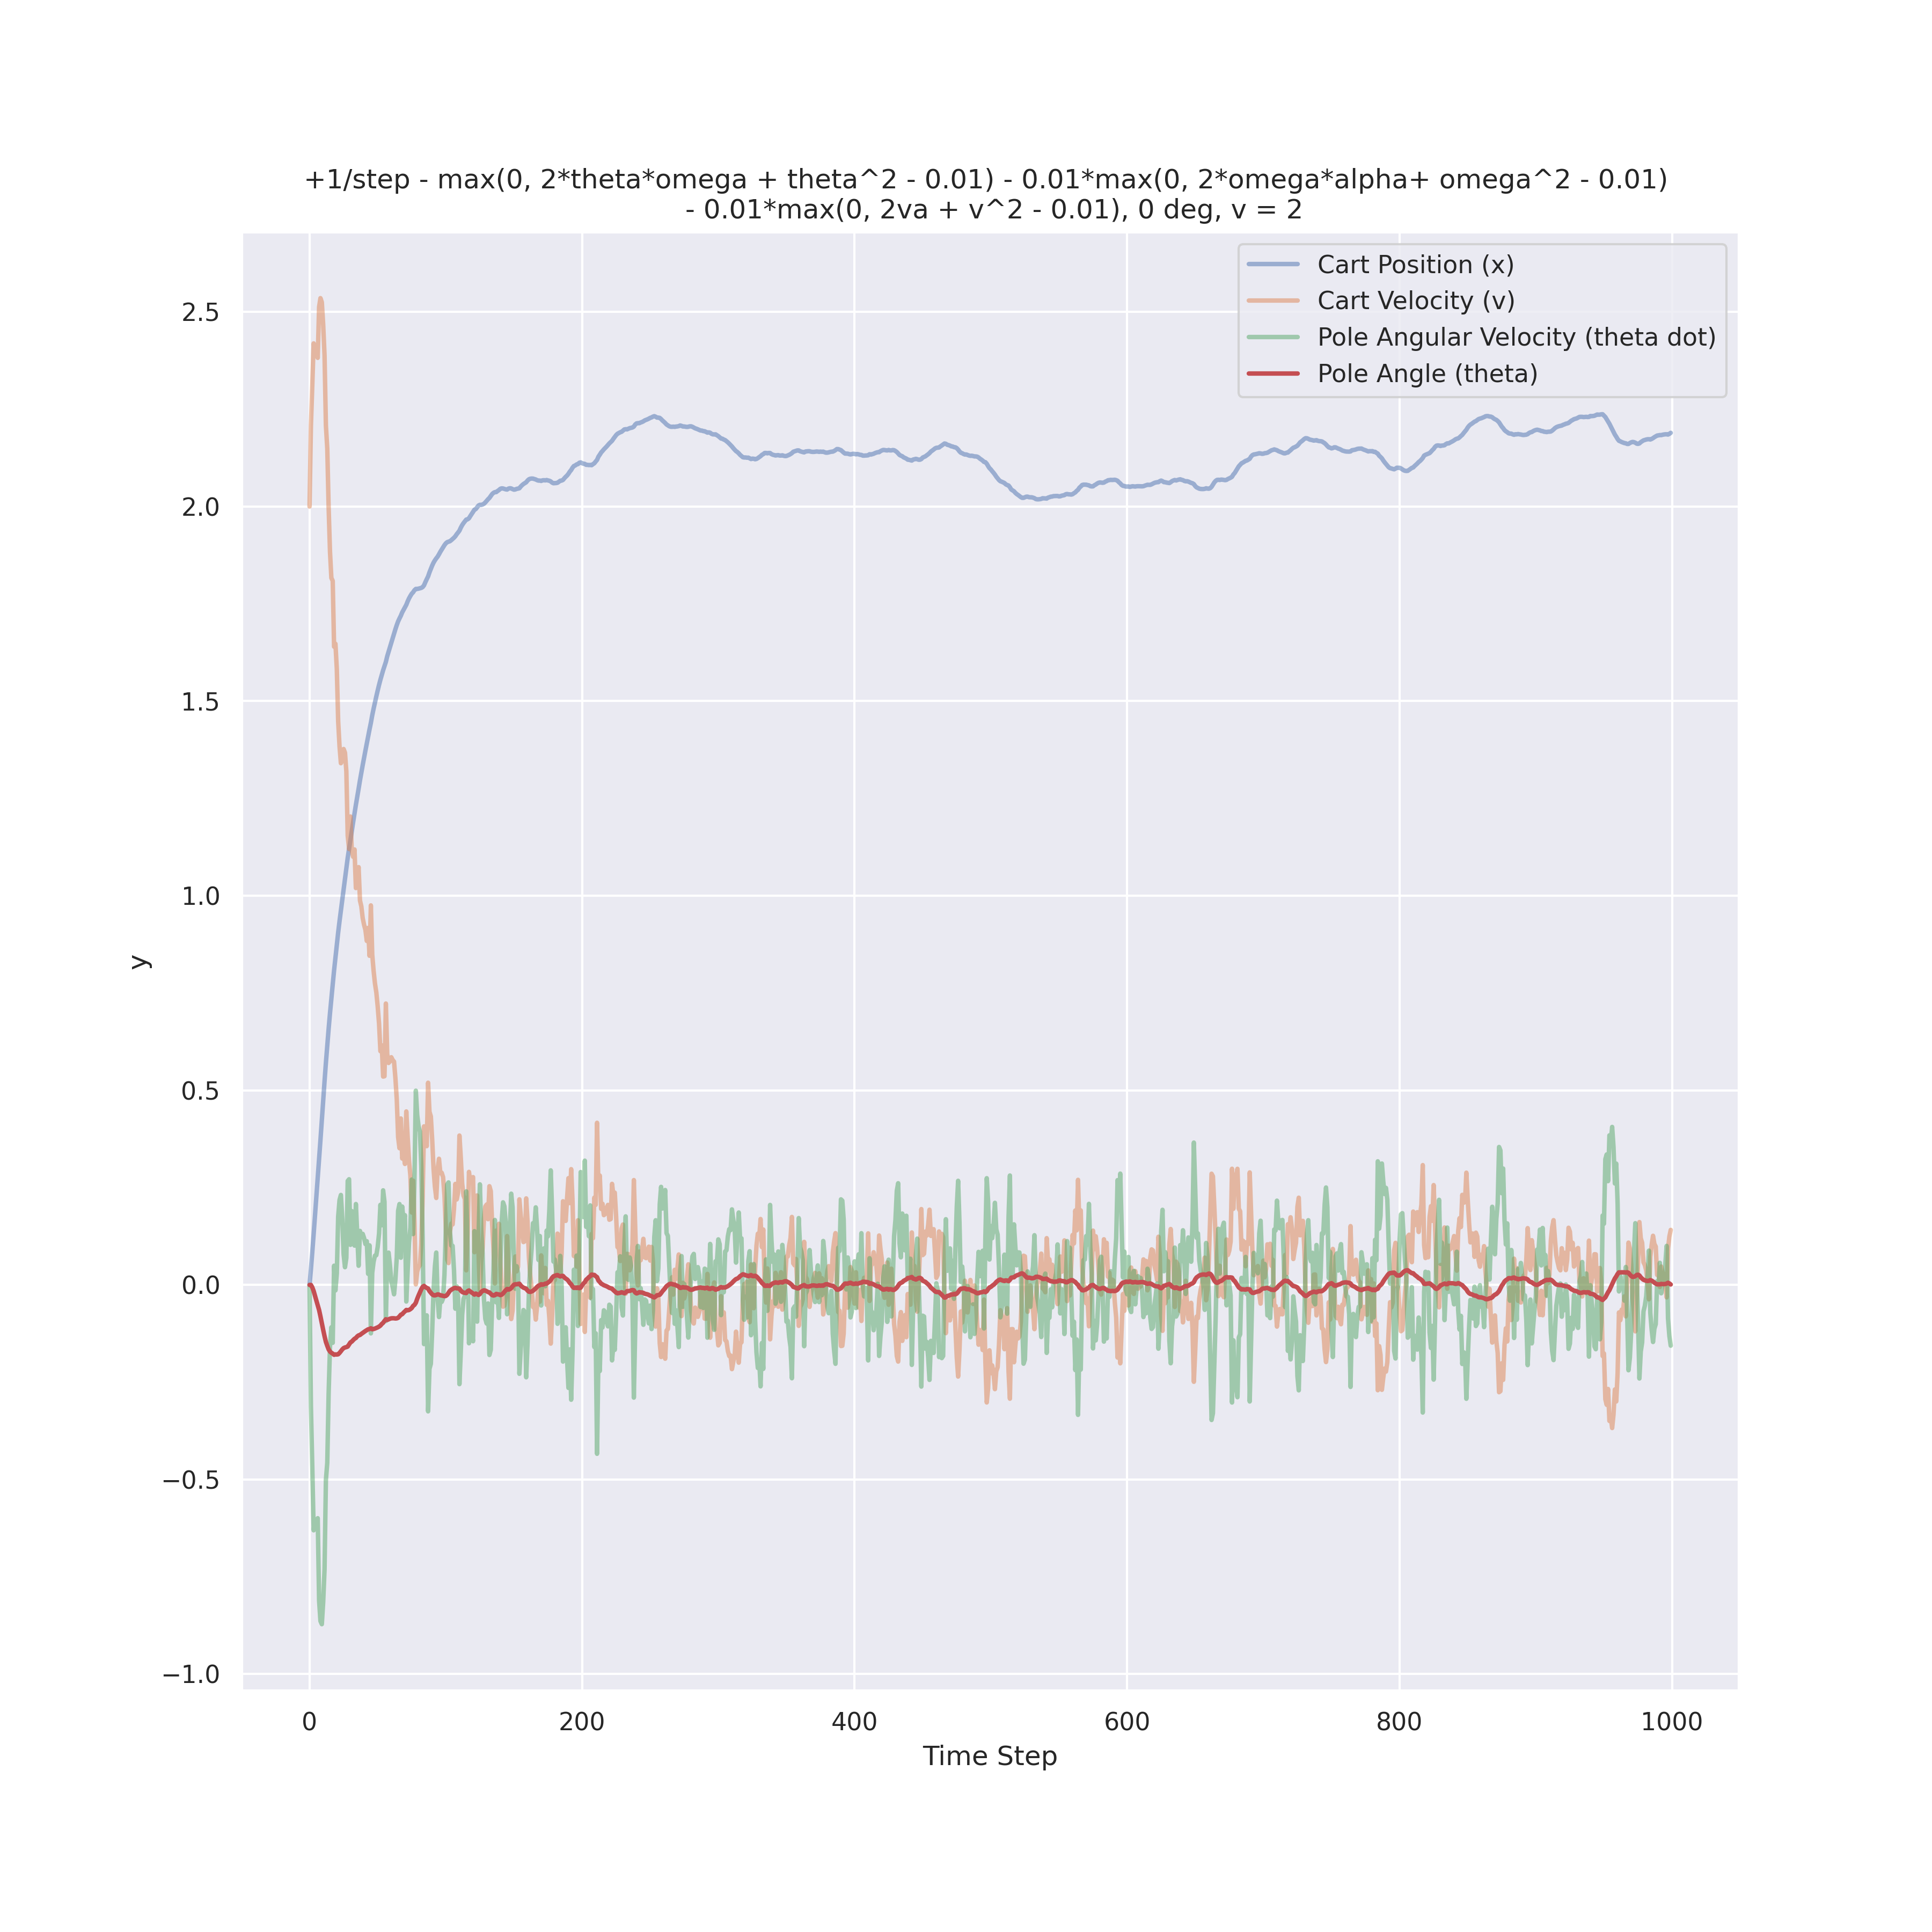 +1/step - max(0, 2*theta*omega + theta^2 - 0.01) - 0.01*max(0, 2*omega*alpha+ omega^2 - 0.01)
- 0.01*max(0, 2va + v^2 - 0.01), 0 deg, v = 2
Cart Position (x)
Cart Velocity (v)
Pole Angular Velocity (theta dot)
Pole Angle (theta)
2.5
2.0
1.5
1.0
0.5
0.0
−0.5
−1.0
y
0 200 400 600 800 1000
Time Step